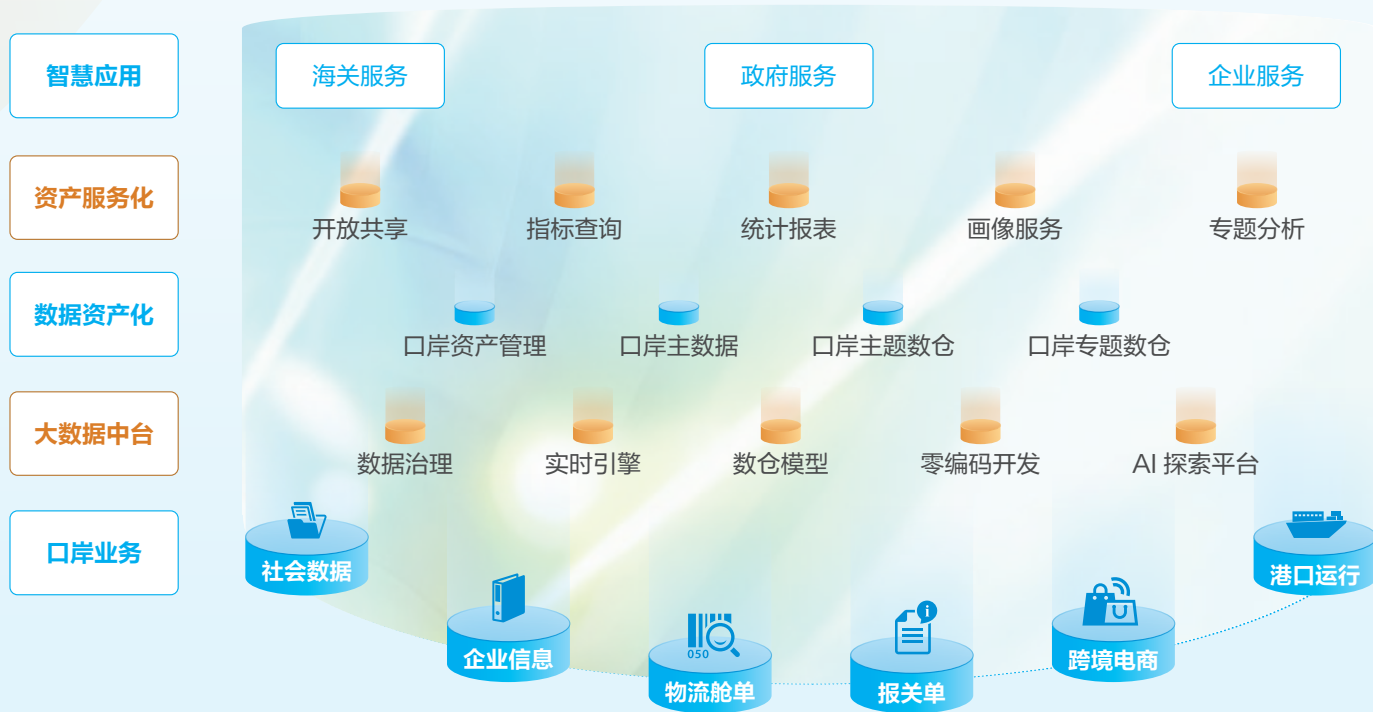 智慧应用
海关服务
政府服务
企业服务
资产服务化
开放共享
指标查询
统计报表
画像服务
专题分析
数据资产化
口岸资产管理
口岸主数据
口岸主题数仓
口岸专题数仓
大数据中台
数据治理
实时引擎
数仓模型
零编码开发
AI 探索平台
口岸业务
社会数据
企业信息
050
物流舱单
i
报关单
跨境电商
港口运行